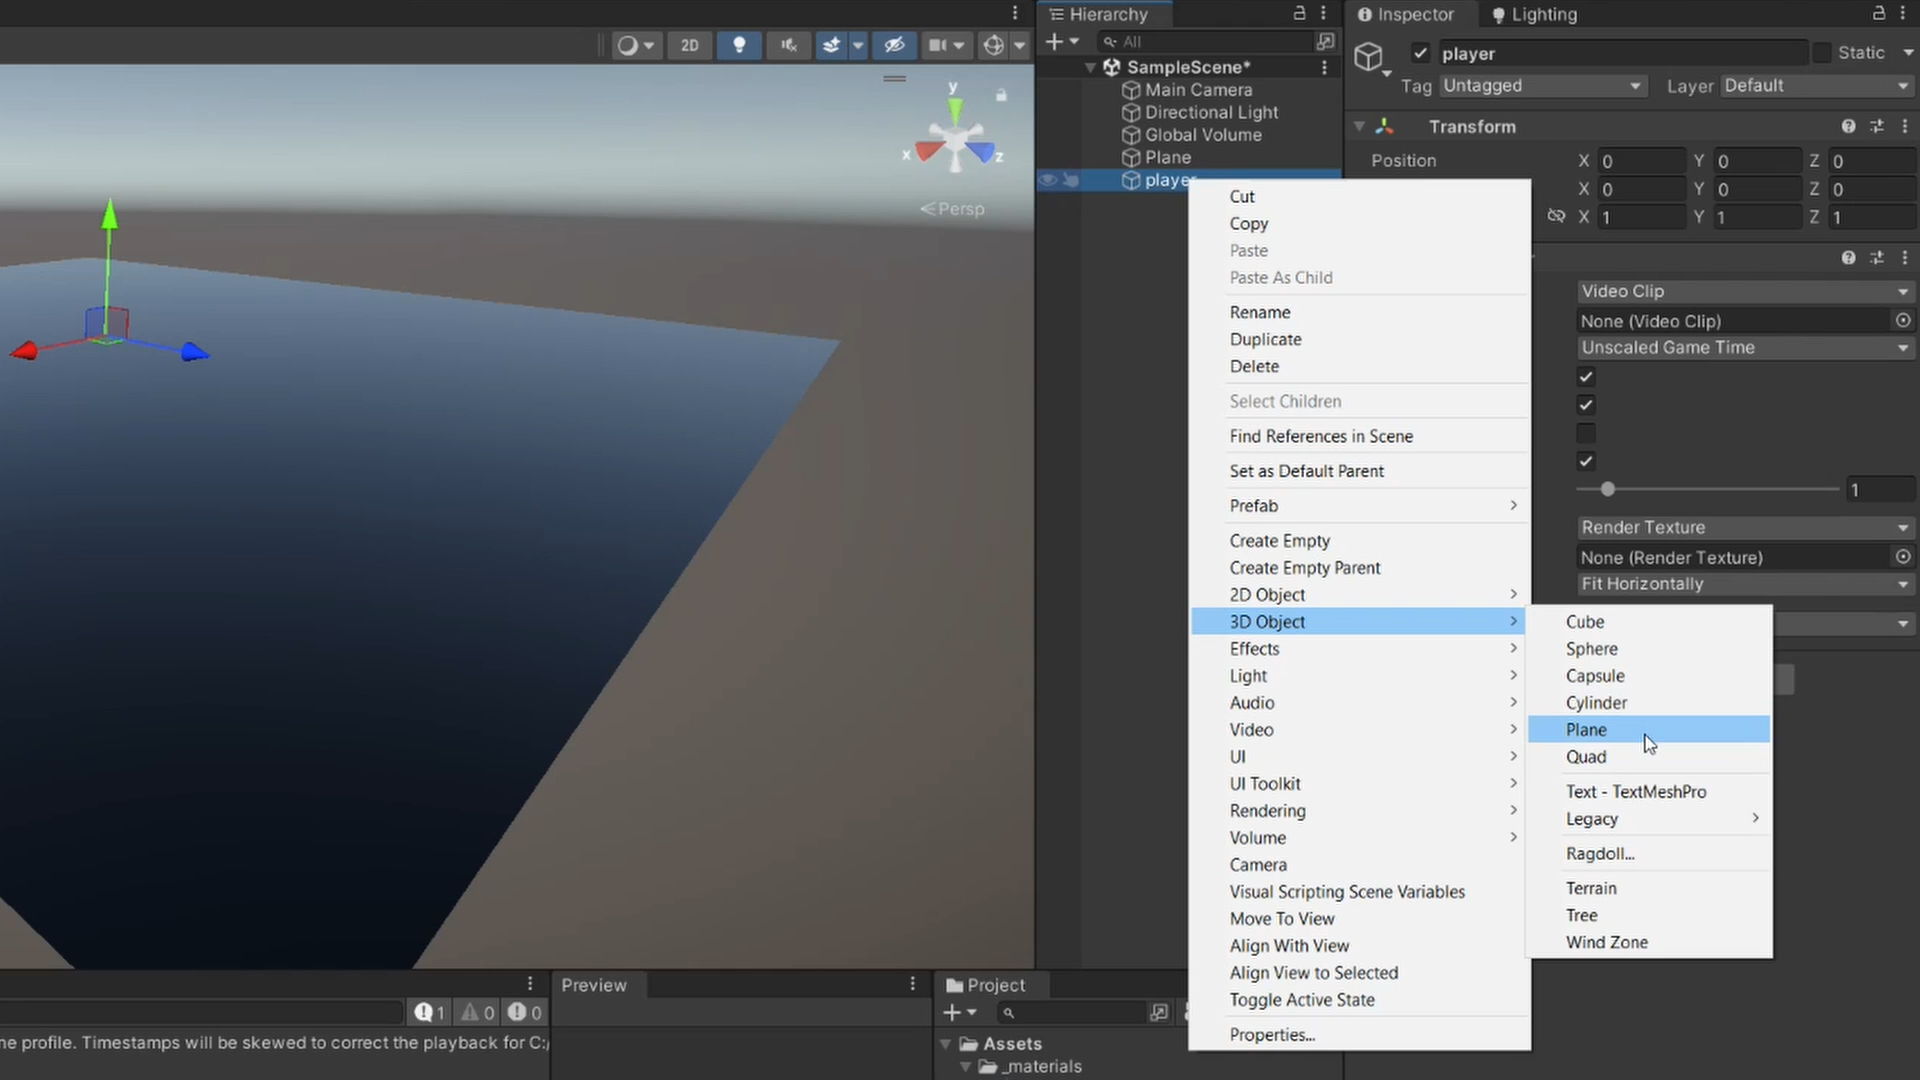 Hierarchy
Inspector
Lighting
2D
All
player
Static
SampleScene*
Tag Untagged
Layer Default
Main Camera
Directional Light
Global Volume
Plane
player
Transform
Position X 0 Y 0 Z 0
X 0 Y 0 Z 0
X 1 Y 1 Z 1
y
x
z
Persp
Cut
Copy
Paste
Paste As Child
Rename
Duplicate
Delete
Select Children
Find References in Scene
Set as Default Parent
Prefab
Create Empty
Create Empty Parent
2D Object
3D Object
Effects
Light
Audio
Video
UI
UI Toolkit
Rendering
Volume
Camera
Visual Scripting Scene Variables
Move To View
Align With View
Align View to Selected
Toggle Active State
Properties...
Cube
Sphere
Capsule
Cylinder
Plane
Quad
Text - TextMeshPro
Legacy
Ragdoll...
Terrain
Tree
Wind Zone
Video Clip
None (Video Clip)
Unscaled Game Time
1
Render Texture
None (Render Texture)
Fit Horizontally
Preview
Project
1
0
0
ne profile. Timestamps will be skewed to correct the playback for C:/
Assets
_materials